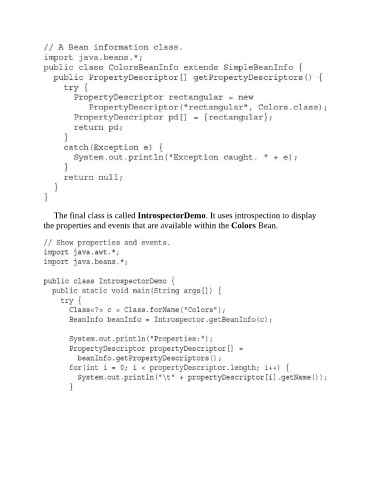 // A Bean information class.
import java.beans.*;
public class ColorsBeanInfo extends SimpleBeanInfo {
  public PropertyDescriptor[] getPropertyDescriptors() {
    try {
      PropertyDescriptor rectangular = new
         PropertyDescriptor("rectangular", Colors.class);
      PropertyDescriptor pd[] = {rectangular};
      return pd;
    }
    catch(Exception e) {
      System.out.println("Exception caught. " + e);
    }
    return null;
  }
}
The final class is called IntrospectorDemo. It uses introspection to display
the properties and events that are available within the Colors Bean.
// Show properties and events.
import java.awt.*;
import java.beans.*;

public class IntrospectorDemo {
  public static void main(String args[]) {
    try {
      Class<?> c = Class.forName("Colors");
      BeanInfo beanInfo = Introspector.getBeanInfo(c);

      System.out.println("Properties:");
      PropertyDescriptor propertyDescriptor[] =
        beanInfo.getPropertyDescriptors();
      for(int i = 0; i < propertyDescriptor.length; i++) {
        System.out.println("\t" + propertyDescriptor[i].getName());
      }